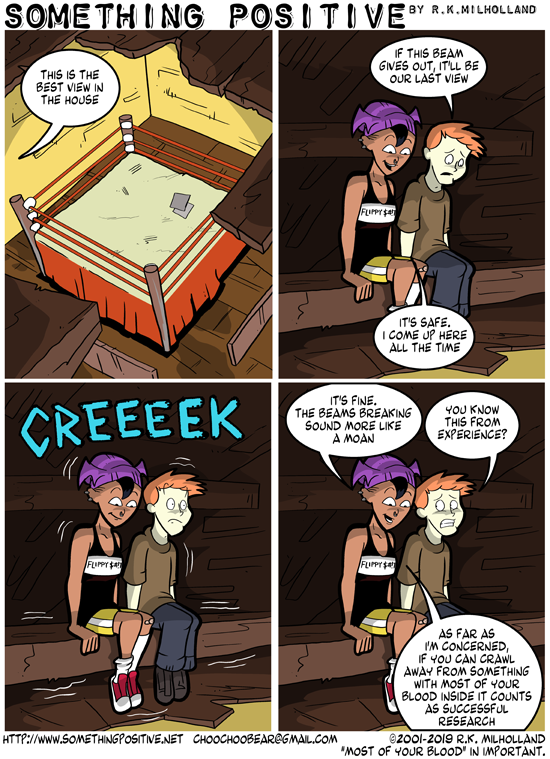 SOMETHING POSITIVE BY R.K.MILHOLLAND
THIS IS THE
BEST VIEW IN
THE HOUSE
IF THIS BEAM
GIVES OUT, IT'LL BE
OUR LAST VIEW
FLIPPY $#!
IT'S SAFE.
I COME UP HERE
ALL THE TIME
CREEEEK
FLIPPY $#!
IT'S FINE.
THE BEAMS BREAKING
SOUND MORE LIKE
A MOAN
YOU KNOW
THIS FROM
EXPERIENCE?
FLIPPY $#!
AS FAR AS
I'M CONCERNED,
IF YOU CAN CRAWL
AWAY FROM SOMETHING
WITH MOST OF YOUR
BLOOD INSIDE IT COUNTS
AS SUCCESSFUL
RESEARCH
HTTP://WWW.SOMETHINGPOSITIVE.NET CHOOCHOOBEAR@GMAIL.COM ©2001-2019 R.K. MILHOLLAND
"MOST OF YOUR BLOOD" IN IMPORTANT.